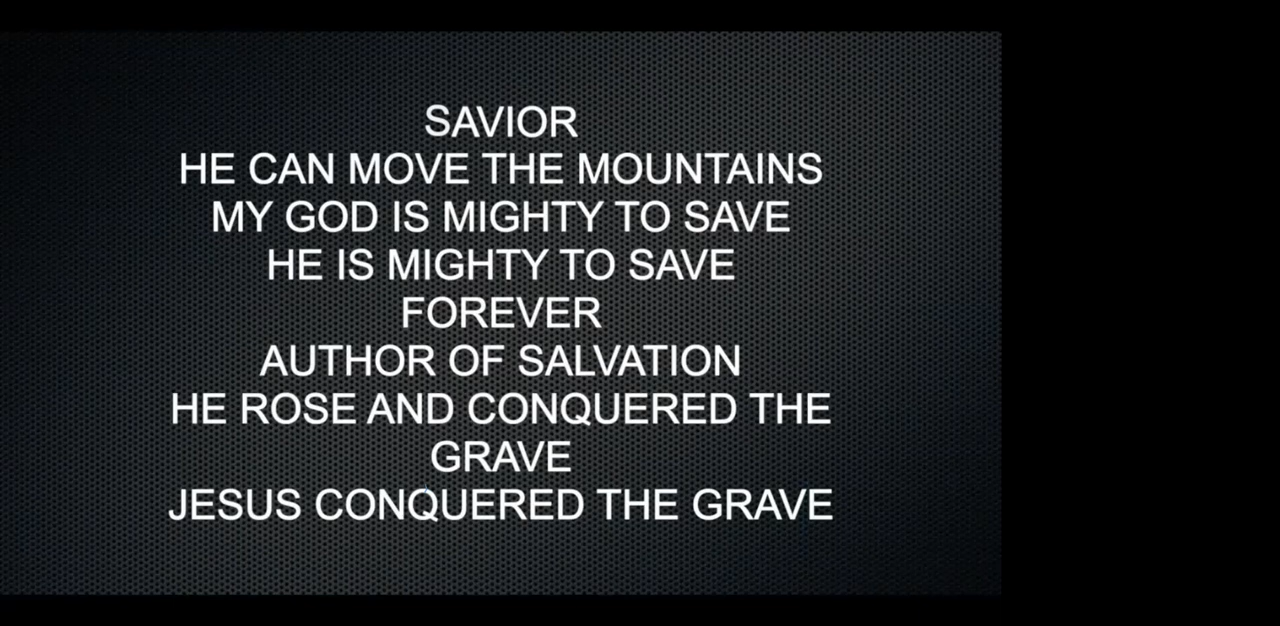 SAVIOR
HE CAN MOVE THE MOUNTAINS
MY GOD IS MIGHTY TO SAVE
HE IS MIGHTY TO SAVE
FOREVER
AUTHOR OF SALVATION
HE ROSE AND CONQUERED THE
GRAVE
JESUS CONQUERED THE GRAVE